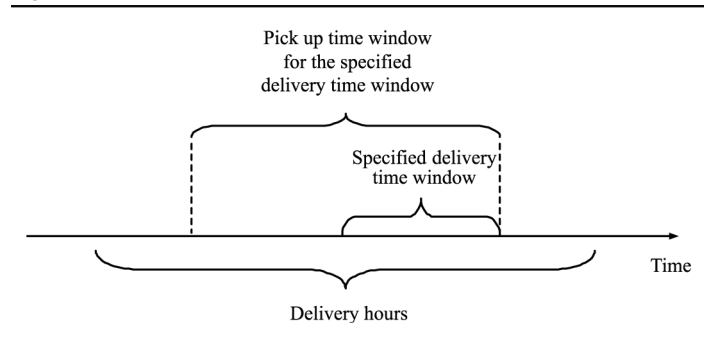 Pick up time window
for the specified
delivery time window
Specified delivery
time window
Time
Delivery hours